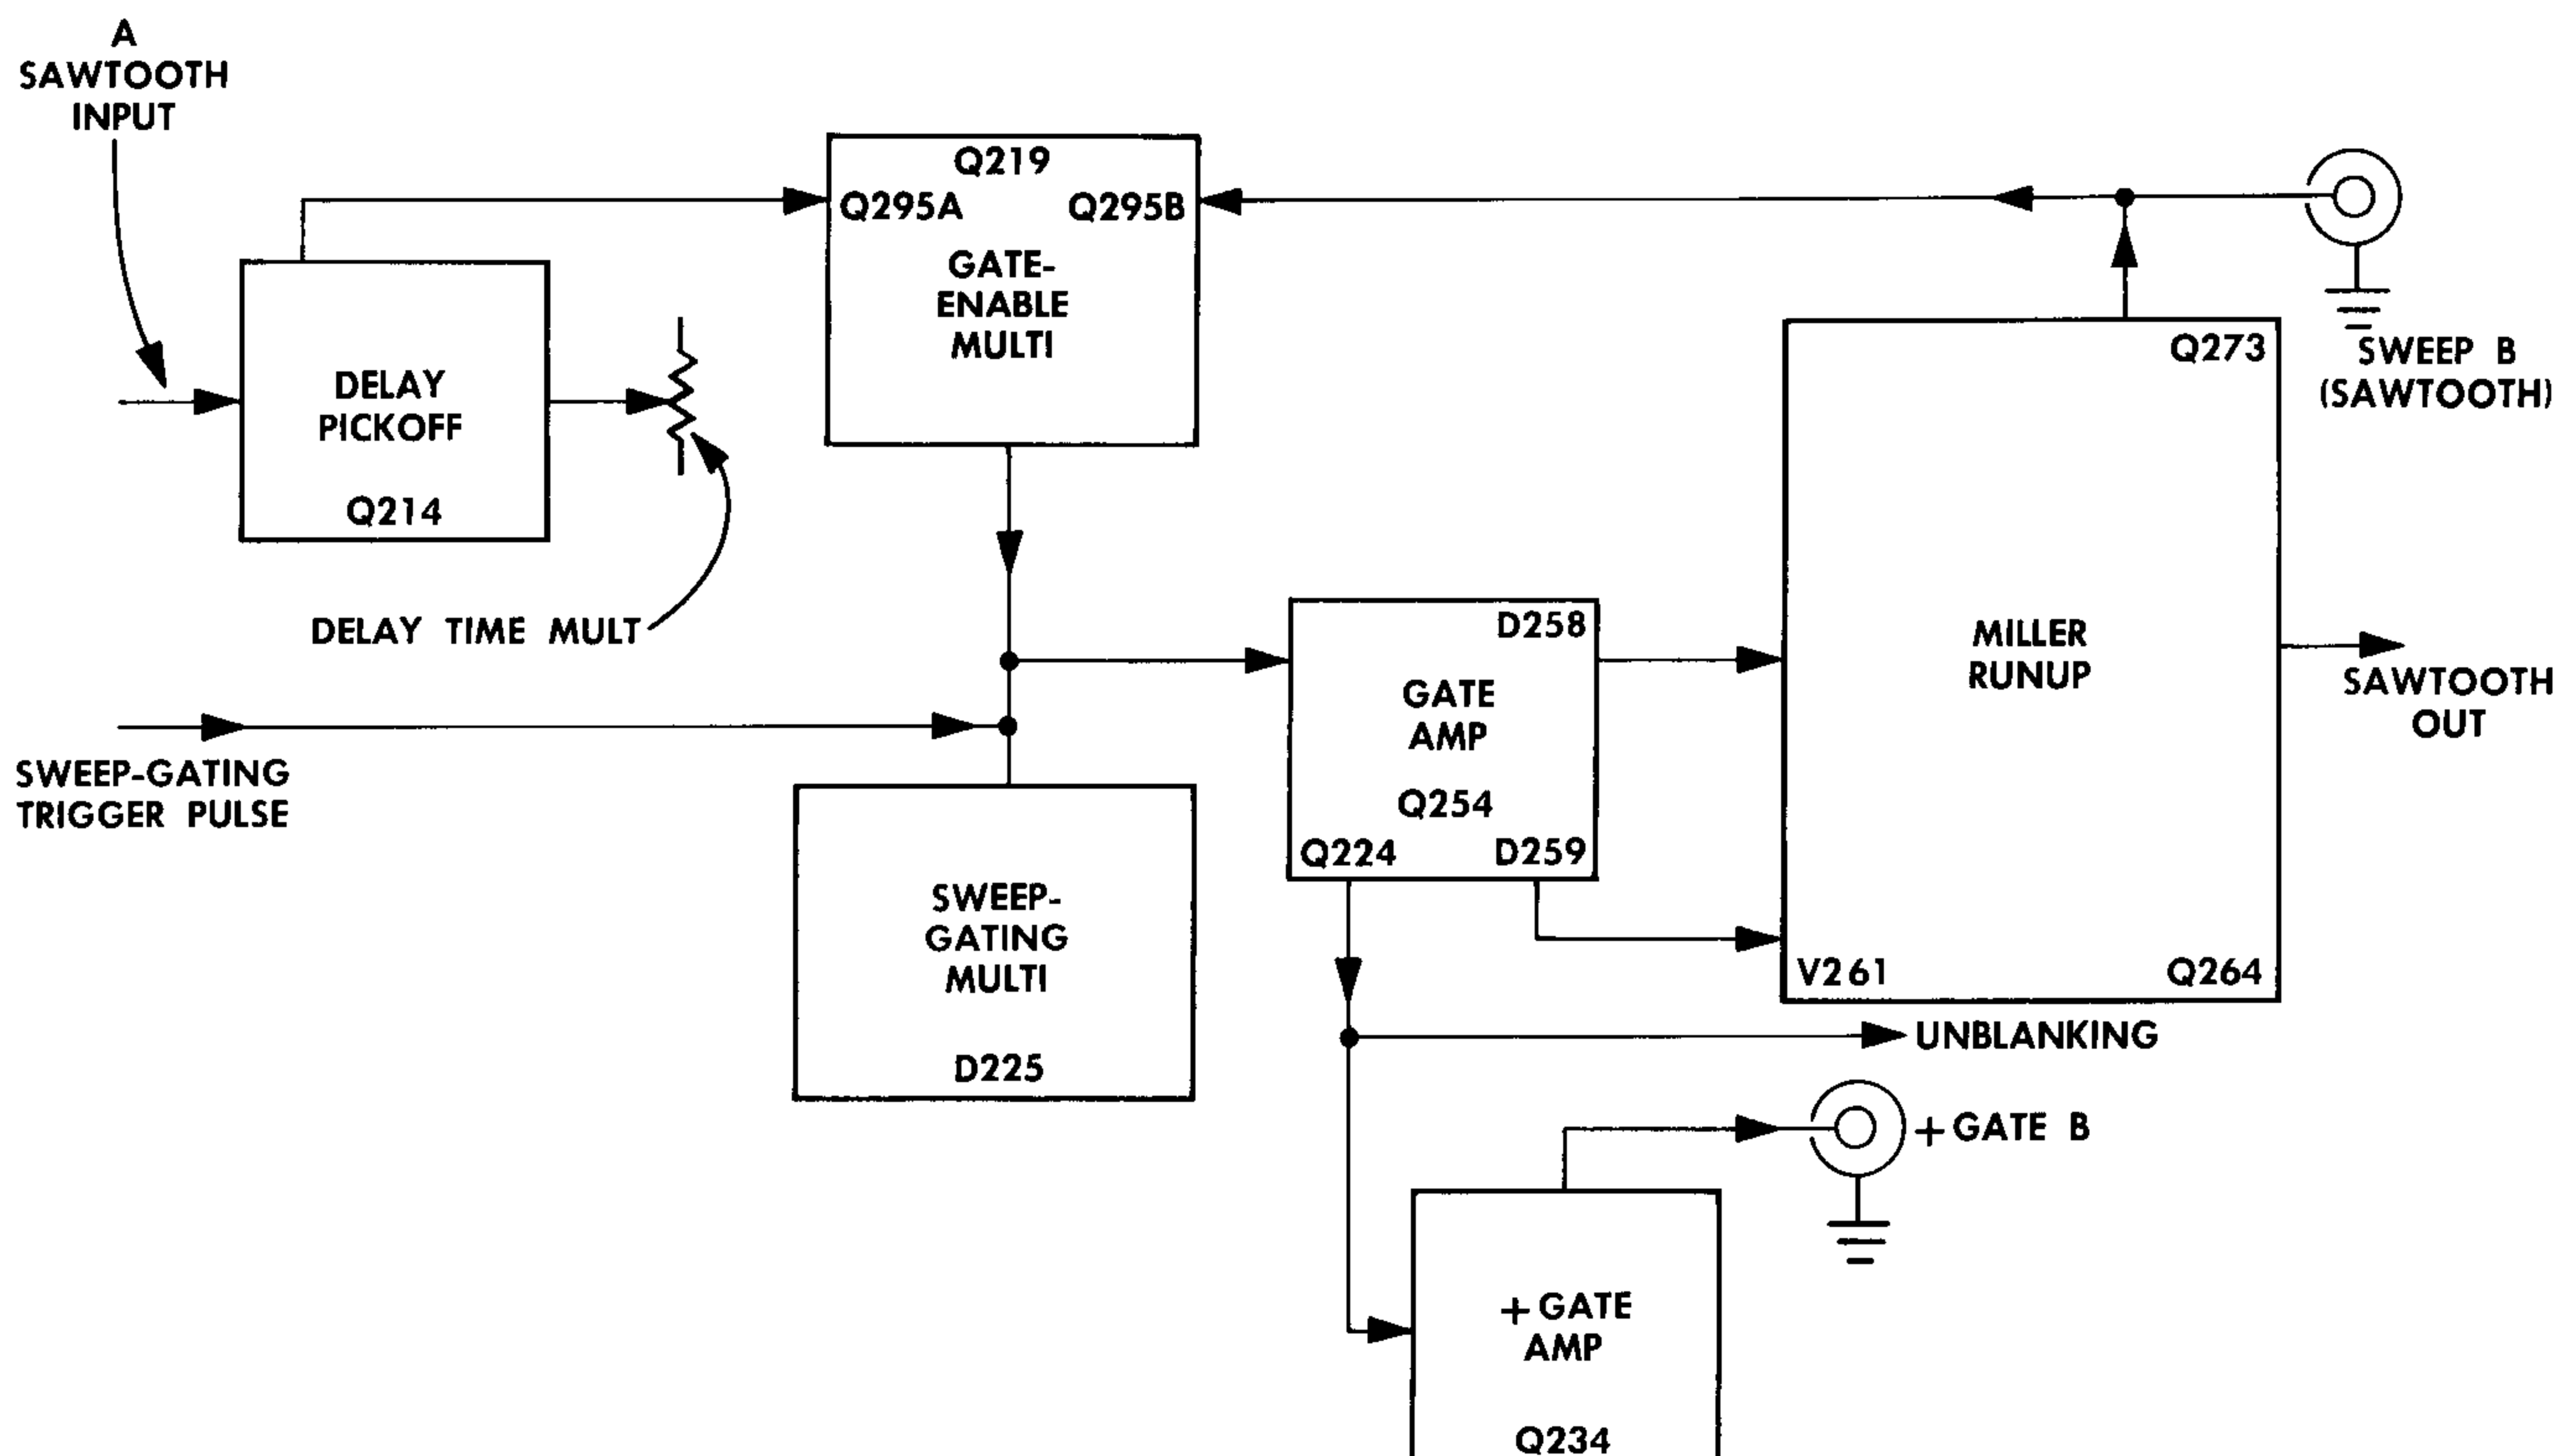 A
SAWTOOTH
INPUT
Q219
Q295A
Q295B
GATE-
ENABLE
MULTI
DELAY
PICKOFF
Q214
DELAY TIME MULT
SWEEP-GATING
TRIGGER PULSE
SWEEP-
GATING
MULTI
D225
D258
GATE
AMP
Q254
Q224
D259
Q273
MILLER
RUNUP
V261
Q264
SWEEP B
(SAWTOOTH)
SAWTOOTH
OUT
UNBLANKING
+GATE B
+GATE
AMP
Q234